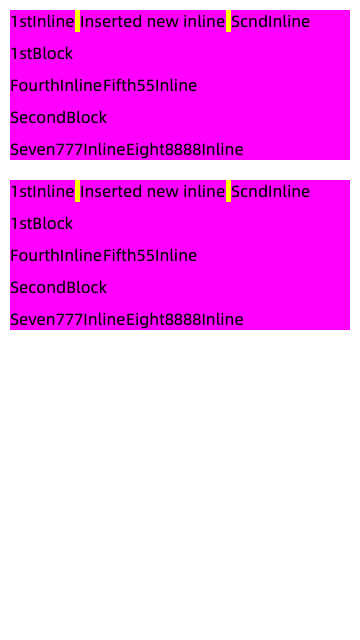 1stInline Inserted new inline ScndInline
1stBlock
FourthInlineFifth55Inline
SecondBlock
Seven777InlineEight8888Inline
1stInline Inserted new inline ScndInline
1stBlock
FourthInlineFifth55Inline
SecondBlock
Seven777InlineEight8888Inline